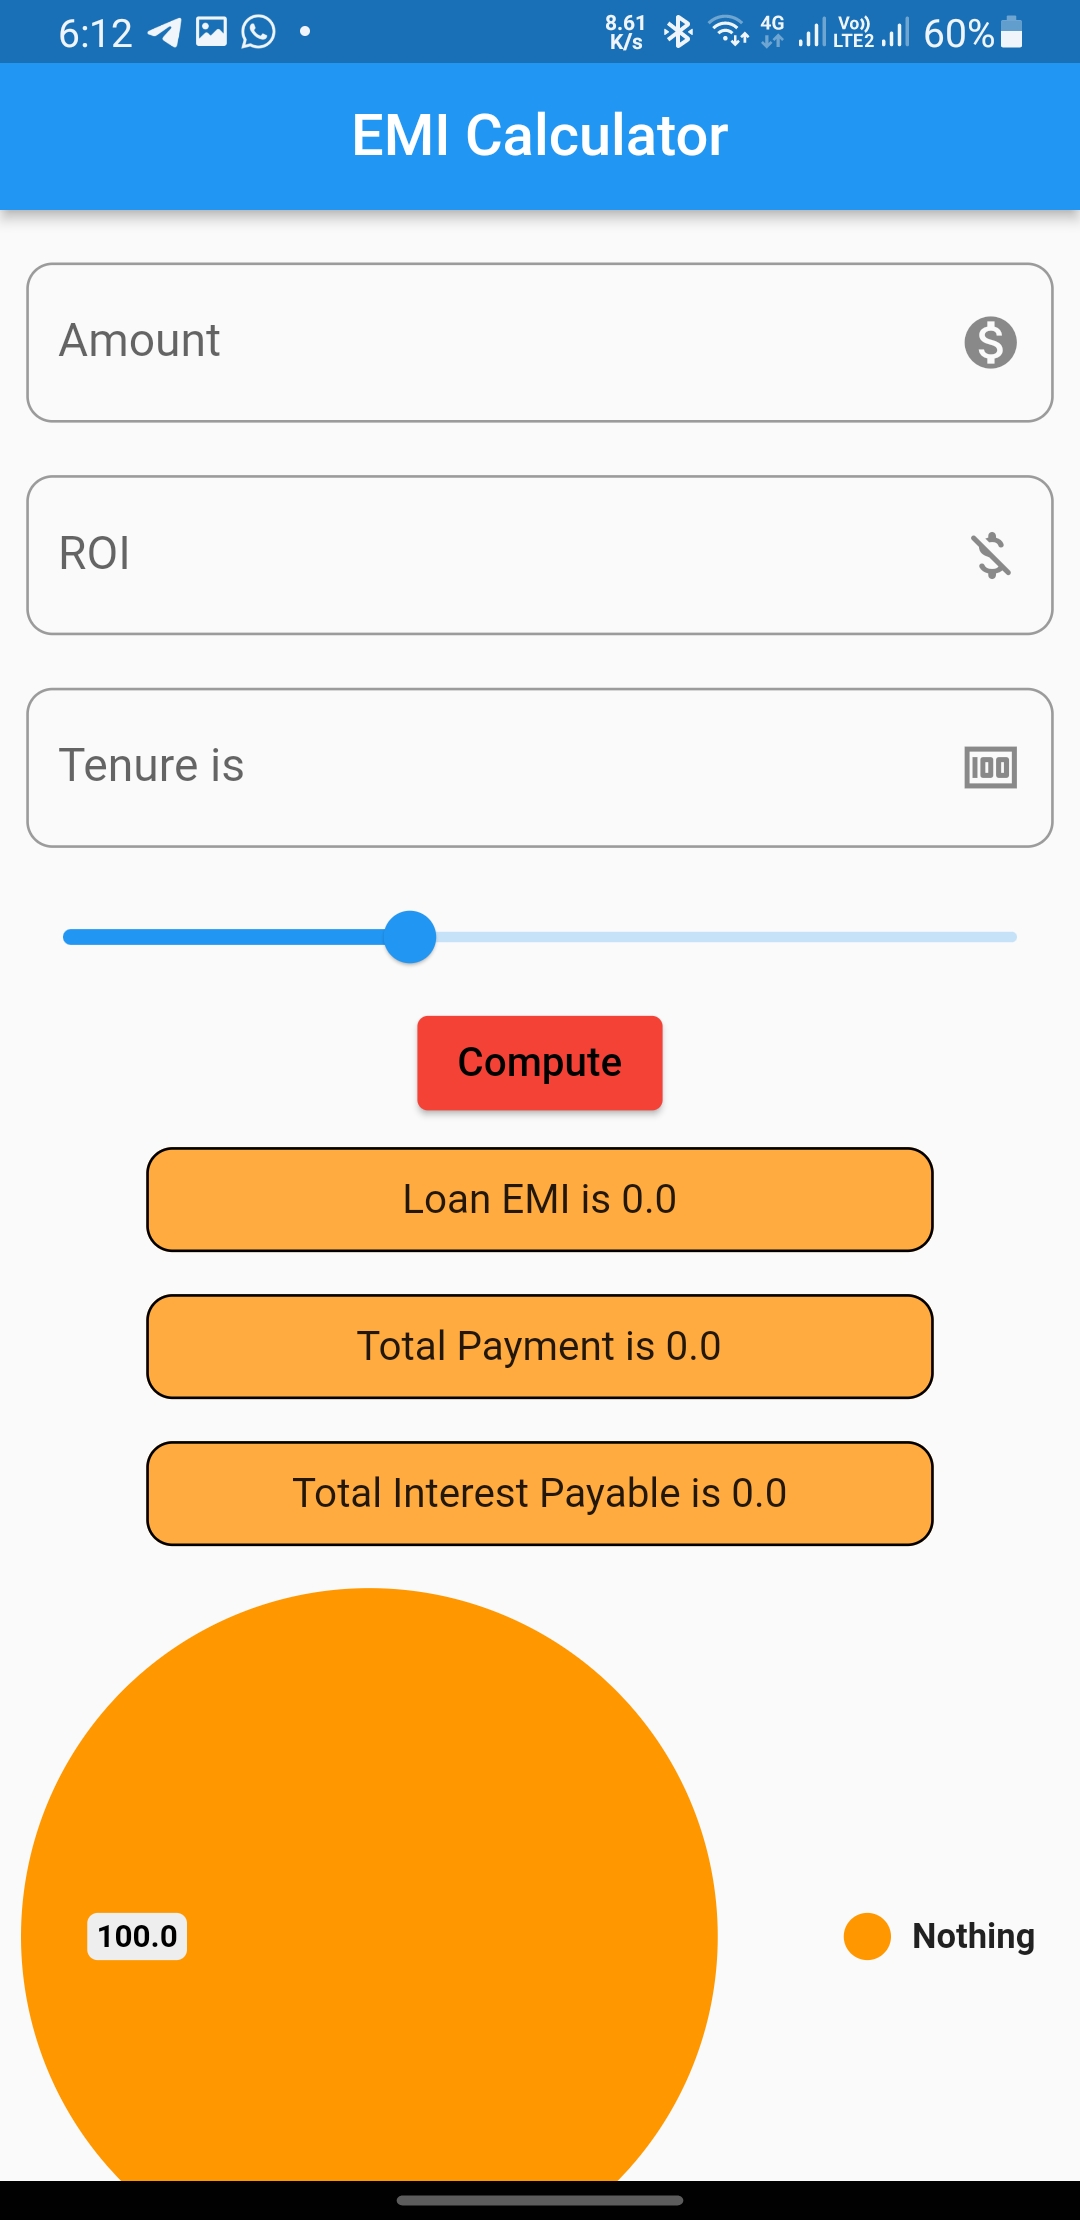 6:12 8.61 K/s 4G Vo)) LTE2 60%
EMI Calculator
Amount
ROI
Tenure is
100
Compute
Loan EMI is 0.0
Total Payment is 0.0
Total Interest Payable is 0.0
100.0
Nothing